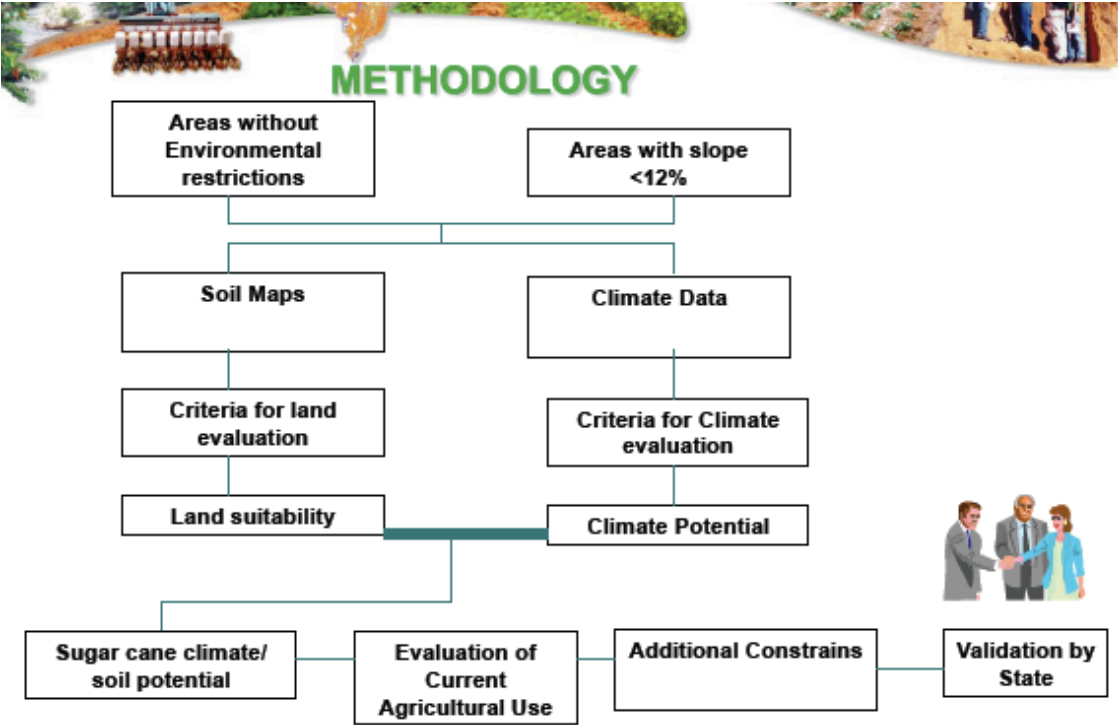 METHODOLOGY
Areas without
Environmental
restrictions
Areas with slope
<12%
Soil Maps
Climate Data
Criteria for land
evaluation
Criteria for Climate
evaluation
Land suitability
Climate Potential
Sugar cane climate/
soil potential
Evaluation of
Current
Agricultural Use
Additional Constrains
Validation by
State